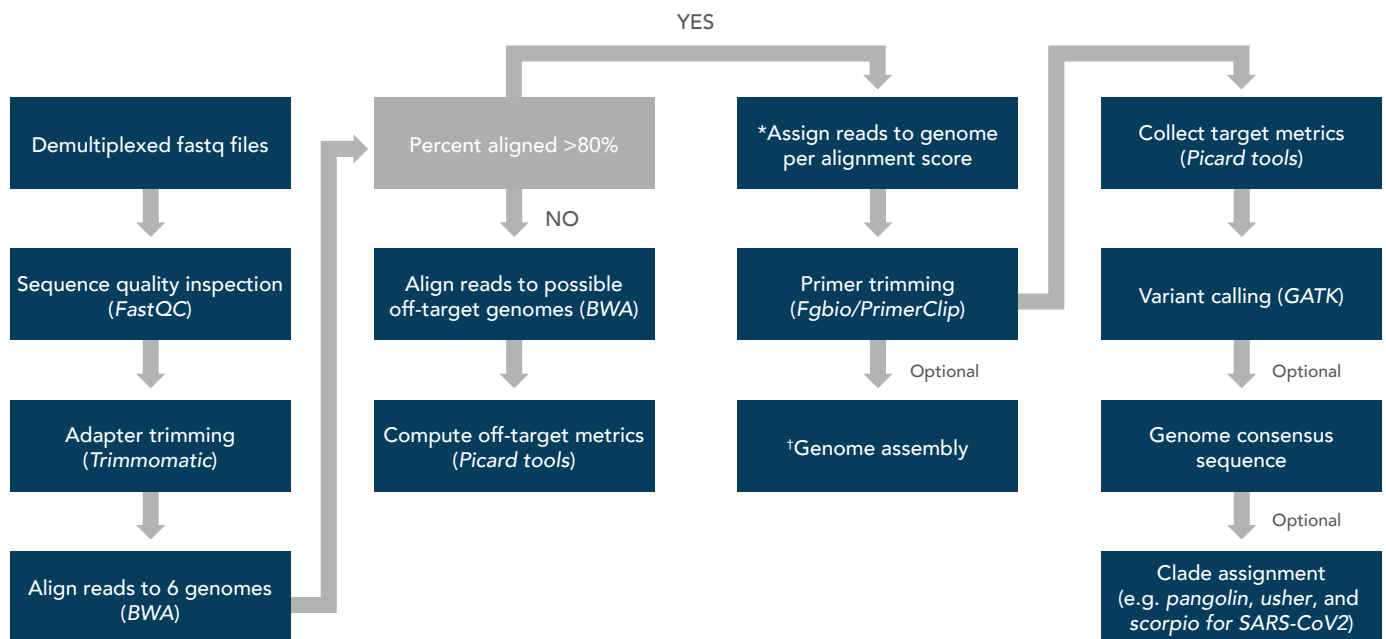 Demultiplexed fastq files
Sequence quality inspection
(FastQC)
Adapter trimming
(Trimmomatic)
Align reads to 6 genomes
(BWA)
Percent aligned >80%
YES
NO
Align reads to possible
off-target genomes (BWA)
Compute off-target metrics
(Picard tools)
*Assign reads to genome
per alignment score
Primer trimming
(Fgbio/PrimerClip)
Optional
†Genome assembly
Collect target metrics
(Picard tools)
Variant calling (GATK)
Optional
Genome consensus
sequence
Optional
Clade assignment
(e.g. pangolin, usher, and
scorpio for SARS-CoV2)